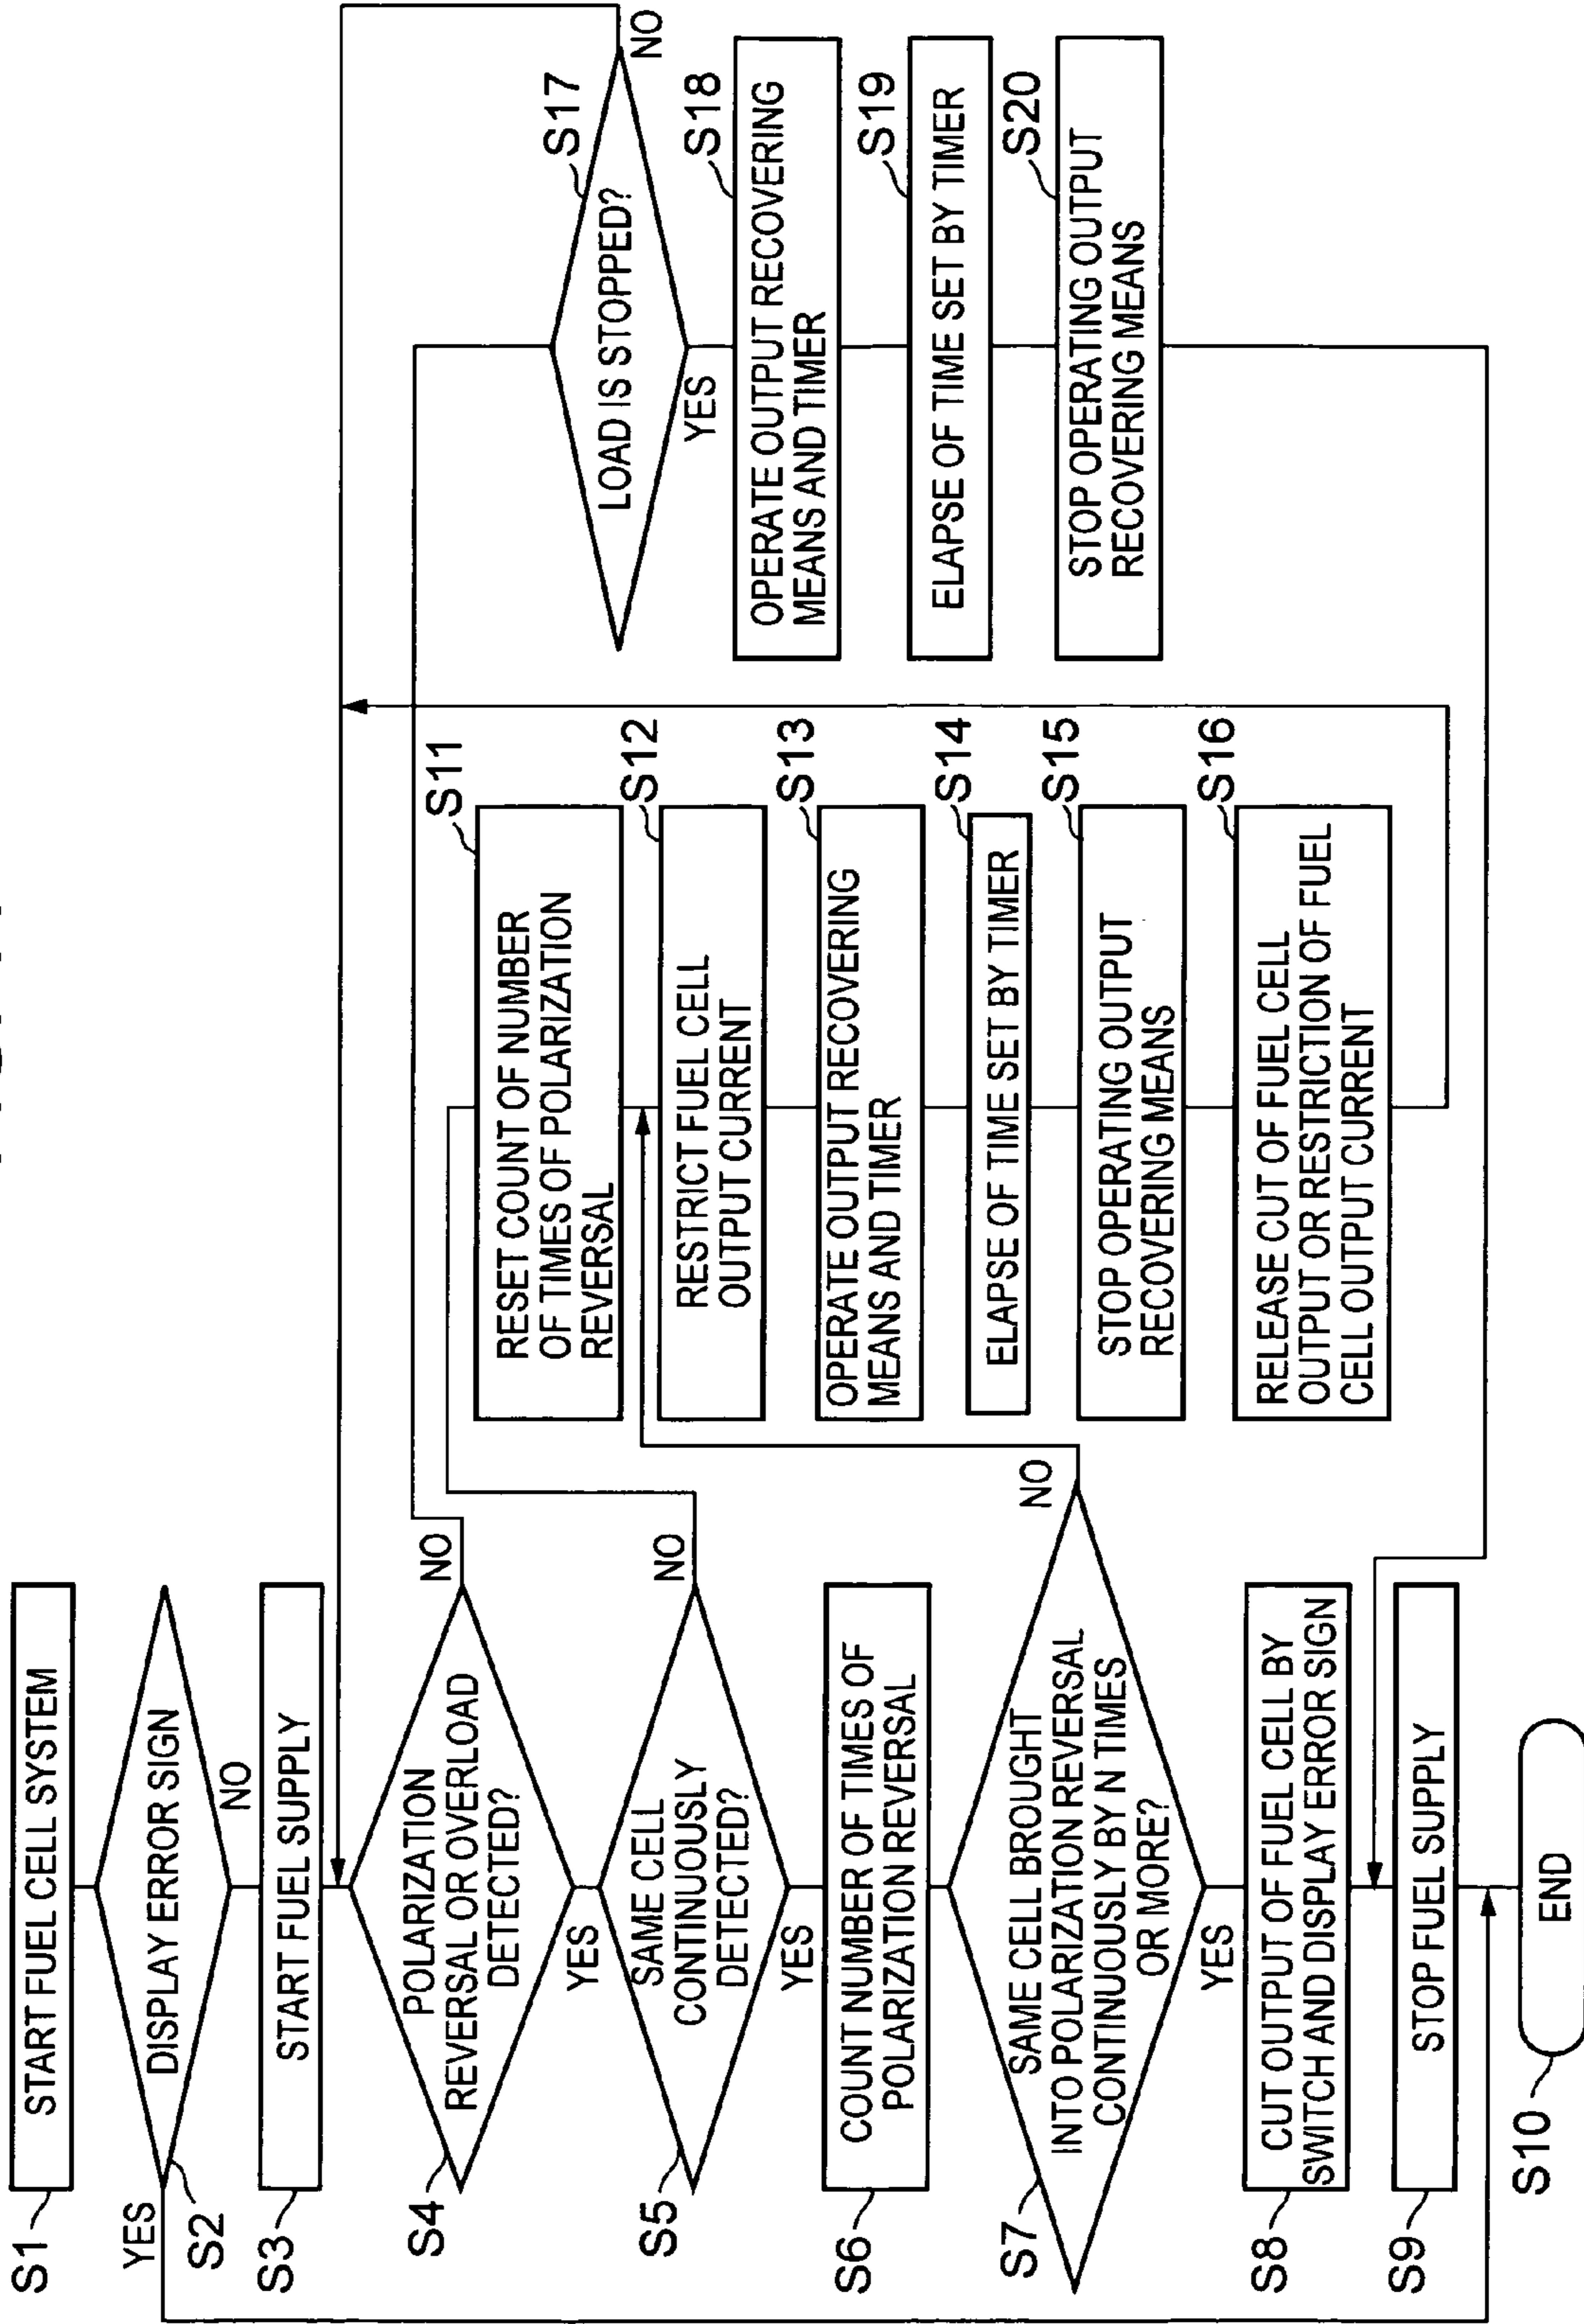 S1
START FUEL CELL SYSTEM
S2
DISPLAY ERROR SIGN
YES
NO
S3
START FUEL SUPPLY
S4
POLARIZATION
REVERSAL OR OVERLOAD
DETECTED?
NO
YES
S5
SAME CELL
CONTINUOUSLY
DETECTED?
NO
YES
S6
COUNT NUMBER OF TIMES OF
POLARIZATION REVERSAL
S7
SAME CELL BROUGHT
INTO POLARIZATION REVERSAL
CONTINUOUSLY BY N TIMES
OR MORE?
NO
YES
S8
CUT OUTPUT OF FUEL CELL BY
SWITCH AND DISPLAY ERROR SIGN
S9
STOP FUEL SUPPLY
S10
END
S11
RESET COUNT OF NUMBER
OF TIMES OF POLARIZATION
REVERSAL
S12
RESTRICT FUEL CELL
OUTPUT CURRENT
S13
OPERATE OUTPUT RECOVERING
MEANS AND TIMER
S14
ELAPSE OF TIME SET BY TIMER
S15
STOP OPERATING OUTPUT
RECOVERING MEANS
S16
RELEASE CUT OF FUEL CELL
OUTPUT OR RESTRICTION OF FUEL
CELL OUTPUT CURRENT
S17
LOAD IS STOPPED?
NO
YES
S18
OPERATE OUTPUT RECOVERING
MEANS AND TIMER
S19
ELAPSE OF TIME SET BY TIMER
S20
STOP OPERATING OUTPUT
RECOVERING MEANS